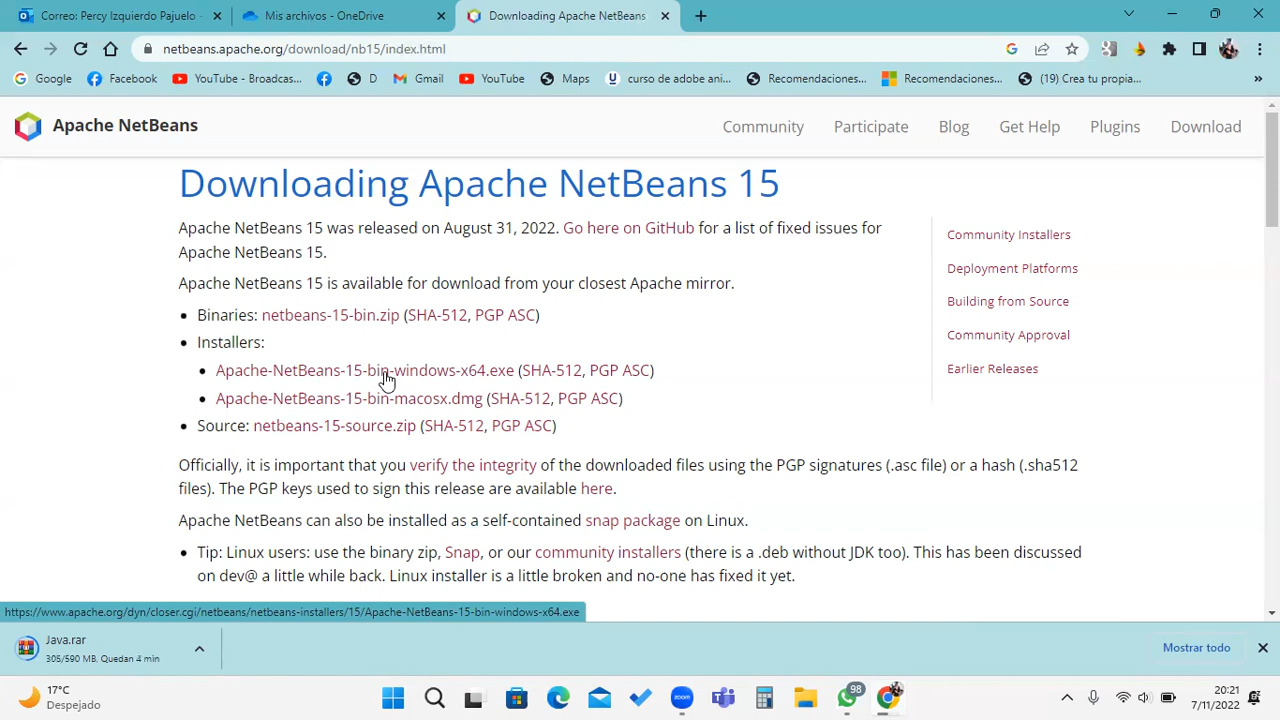 Correo: Percy Izquierdo Pajuelo -
Mis archivos - OneDrive
Downloading Apache NetBeans
netbeans.apache.org/download/nb15/index.html
Google
Facebook
YouTube - Broadcas...
D
Gmail
YouTube
Maps
curso de adobe ani...
Recomendaciones...
Recomendaciones...
(19) Crea tu propia...
»
Apache NetBeans
Community
Participate
Blog
Get Help
Plugins
Download
Downloading Apache NetBeans 15
Apache NetBeans 15 was released on August 31, 2022. Go here on GitHub for a list of fixed issues for
Apache NetBeans 15.
Apache NetBeans 15 is available for download from your closest Apache mirror.
• Binaries: netbeans-15-bin.zip (SHA-512, PGP ASC)
• Installers:
• Apache-NetBeans-15-bin-windows-x64.exe (SHA-512, PGP ASC)
• Apache-NetBeans-15-bin-macosx.dmg (SHA-512, PGP ASC)
• Source: netbeans-15-source.zip (SHA-512, PGP ASC)
Community Installers
Deployment Platforms
Building from Source
Community Approval
Earlier Releases
Officially, it is important that you verify the integrity of the downloaded files using the PGP signatures (.asc file) or a hash (.sha512
files). The PGP keys used to sign this release are available here.
Apache NetBeans can also be installed as a self-contained snap package on Linux.
• Tip: Linux users: use the binary zip, Snap, or our community installers (there is a .deb without JDK too). This has been discussed
on dev@ a little while back. Linux installer is a little broken and no-one has fixed it yet.
https://www.apache.org/dyn/closer.cgi/netbeans/netbeans-installers/15/Apache-NetBeans-15-bin-windows-x64.exe
Java.rar
305/590 MB, Quedan 4 min
Mostrar todo
17°C
Despejado
zoom
98
20:21
7/11/2022